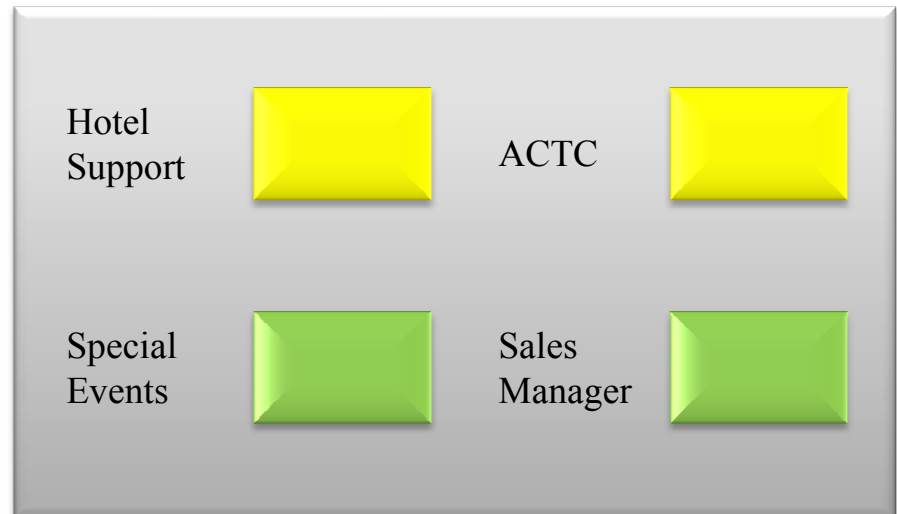 Hotel
Support
ACTC
Special
Events
Sales
Manager